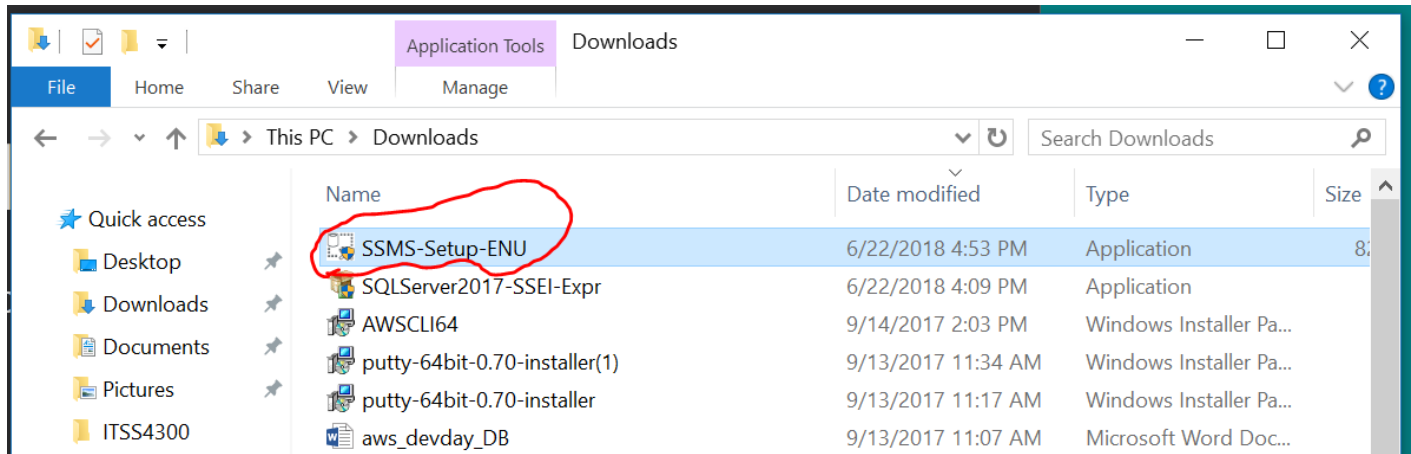 Application Tools Downloads
File Home Share View Manage
This PC > Downloads Search Downloads
Name Date modified Type Size
Quick access
SSMS-Setup-ENU 6/22/2018 4:53 PM Application
Desktop
SQLServer2017-SSEI-Expr 6/22/2018 4:09 PM Application
Downloads
AWSCLI64 9/14/2017 2:03 PM Windows Installer Pa...
Documents
putty-64bit-0.70-installer(1) 9/13/2017 11:34 AM Windows Installer Pa...
Pictures
putty-64bit-0.70-installer 9/13/2017 11:17 AM Windows Installer Pa...
ITSS4300
aws_devday_DB 9/13/2017 11:07 AM Microsoft Word Doc...